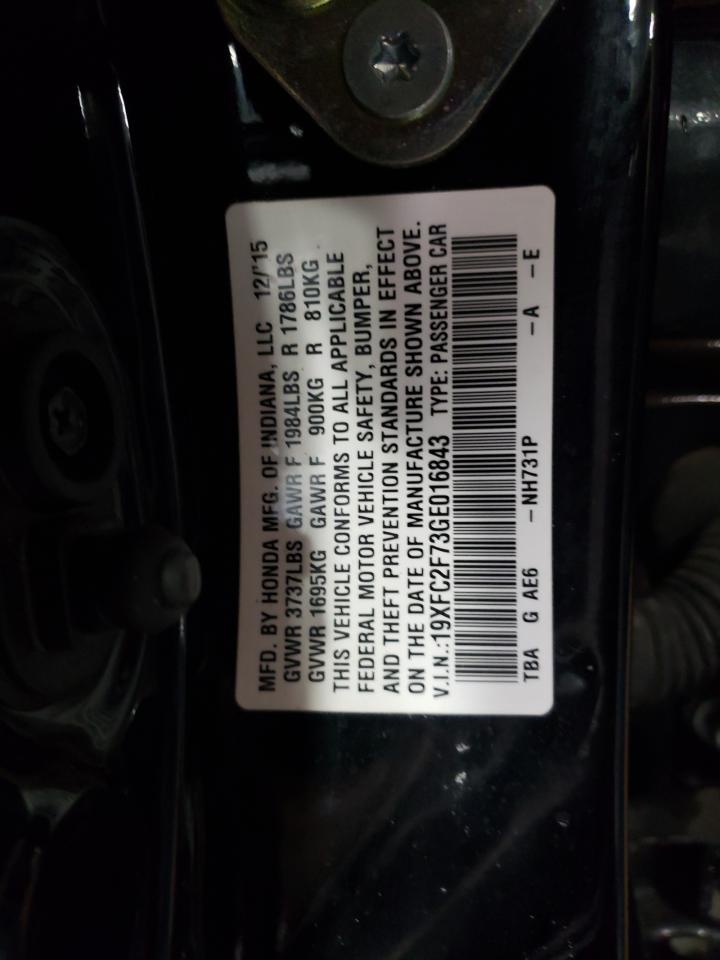 MFD. BY HONDA MFG. OF INDIANA, LLC 12/'15
GVWR 3737LBS GAWR F 1984LBS R 1786LBS
GVWR 1695KG GAWR F 900KG R 810KG
THIS VEHICLE CONFORMS TO ALL APPLICABLE
FEDERAL MOTOR VEHICLE SAFETY, BUMPER,
AND THEFT PREVENTION STANDARDS IN EFFECT
ON THE DATE OF MANUFACTURE SHOWN ABOVE.
V.I.N.:19XFC2F73GE016843 TYPE: PASSENGER CAR
TBA G AE6 – NH731P – A – E